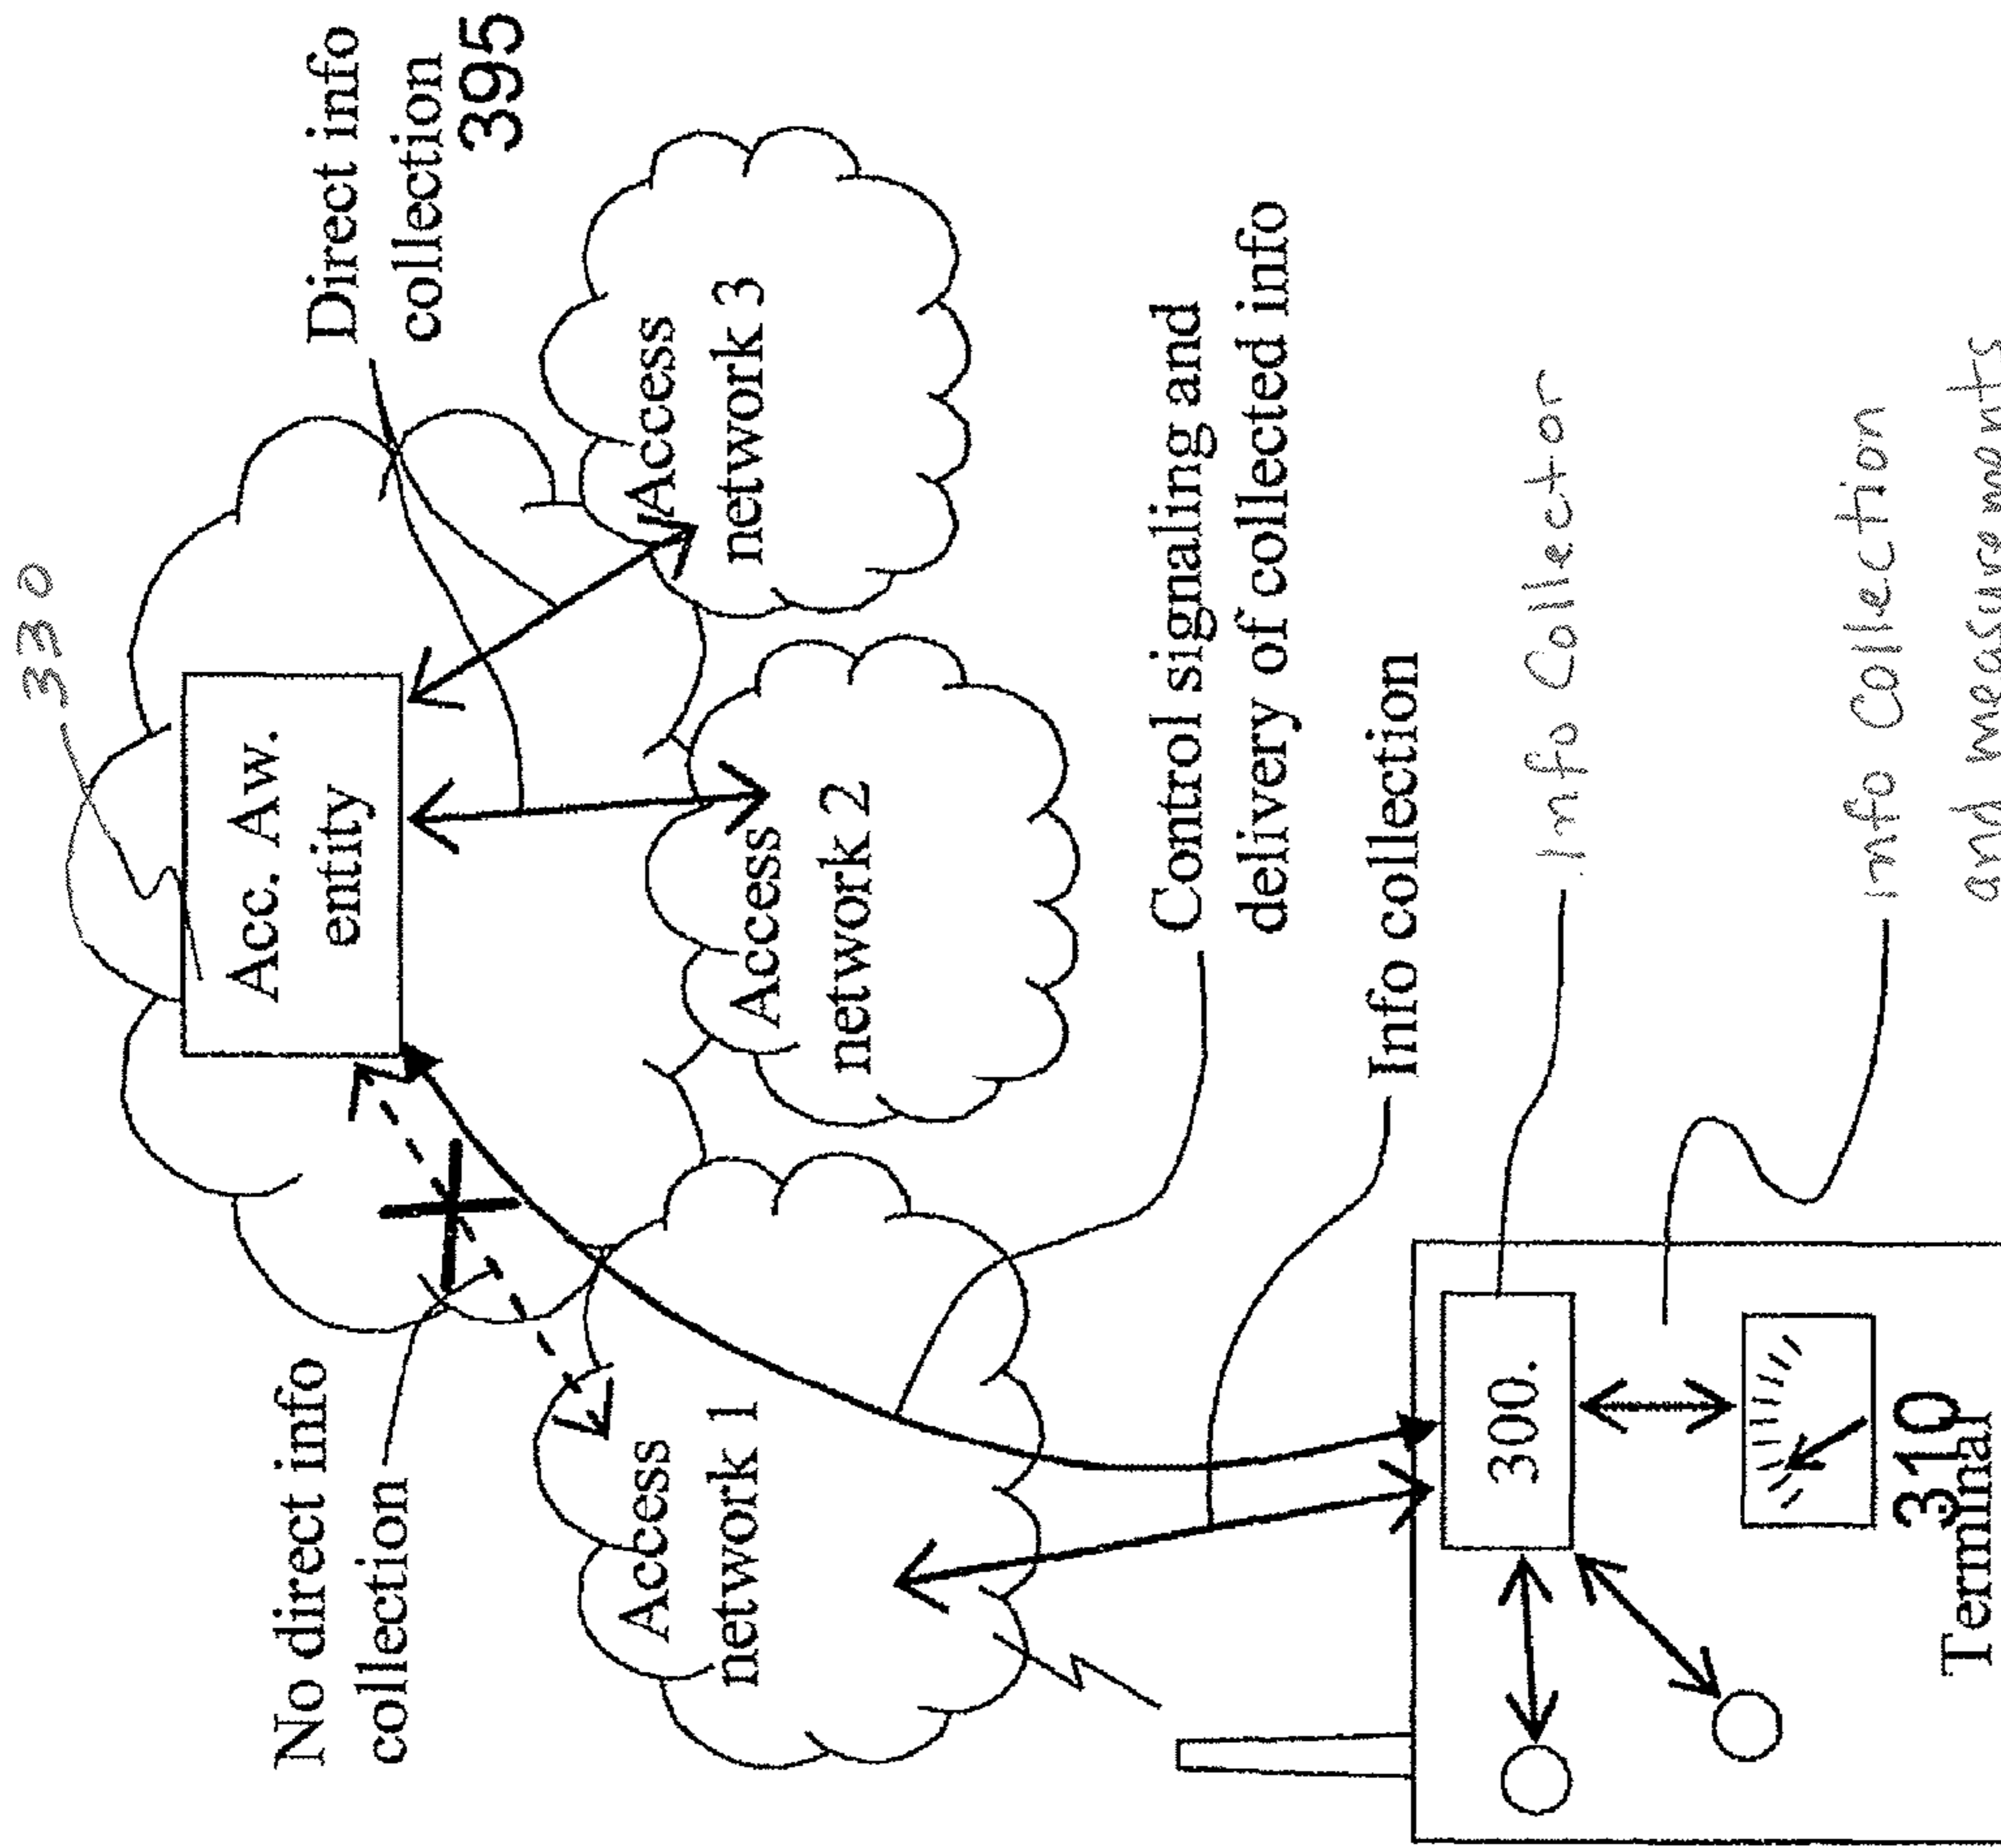 330
Acc. Aw.
entity
Direct info
collection
395
No direct info
collection
Access
network 1
Access
network 2
Access
network 3
Control signaling and
delivery of collected info
Info collection
Info Collector
Info Collection
and measurements
300.
310
Terminal